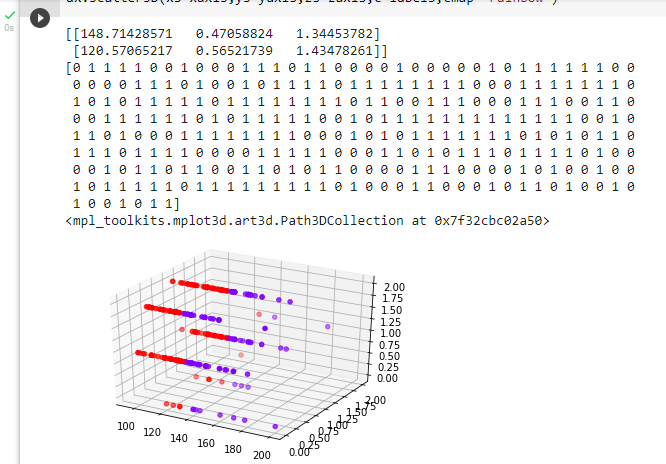 [[148.71428571 0.47058824 1.34453782]
[120.57065217 0.56521739 1.43478261]]
[0 1 1 1 1 0 0 1 0 0 0 1 1 1 0 1 1 0 0 0 0 1 0 0 0 0 0 1 0 1 1 1 1 1 1 0 0
0 0 0 0 1 1 1 0 1 0 0 1 0 1 1 1 1 0 1 1 1 1 1 1 1 1 1 0 0 0 1 1 1 1 1 1 0
1 0 1 0 1 1 0 1 1 1 1 1 1 1 1 1 1 0 1 1 0 0 1 1 1 0 0 0 1 1 1 0 0 1 1 0
0 0 1 1 1 1 1 0 1 0 1 1 1 1 1 0 1 0 1 0 1 1 1 1 1 1 1 1 1 1 1 1 0 0 1 0
1 1 0 1 0 0 0 1 1 1 1 1 1 1 1 0 0 0 1 0 1 0 1 1 1 1 1 1 1 0 1 0 1 0 1 1 0
1 1 1 0 1 1 1 1 0 0 0 0 1 1 1 1 1 0 0 0 1 1 0 1 0 1 1 1 0 1 1 1 1 1 0 0
0 0 1 0 1 1 0 1 1 0 0 1 0 1 1 1 0 0 1 0 1 0 1 1 0 1 1 1 1 1 1 0 1 0 0
1 0 1 1 1 1 1 0 1 1 1 1 1 1 1 1 1 0 1 0 0 0 1 1 1 0 0 0 1 0 1 1 0 1 0 0 1 0
1 0 0 1 0 1 1]
<mpl_toolkits.mplot3d.art3d.Path3DCollection at 0x7f32cbc02a50>
2.00
1.75
1.50
1.25
1.00
0.75
0.50
0.25
0.00
100
120
140
160
180
200
0.00
0.25
0.50
0.75
1.00
1.25
1.50
1.75
2.00
0s